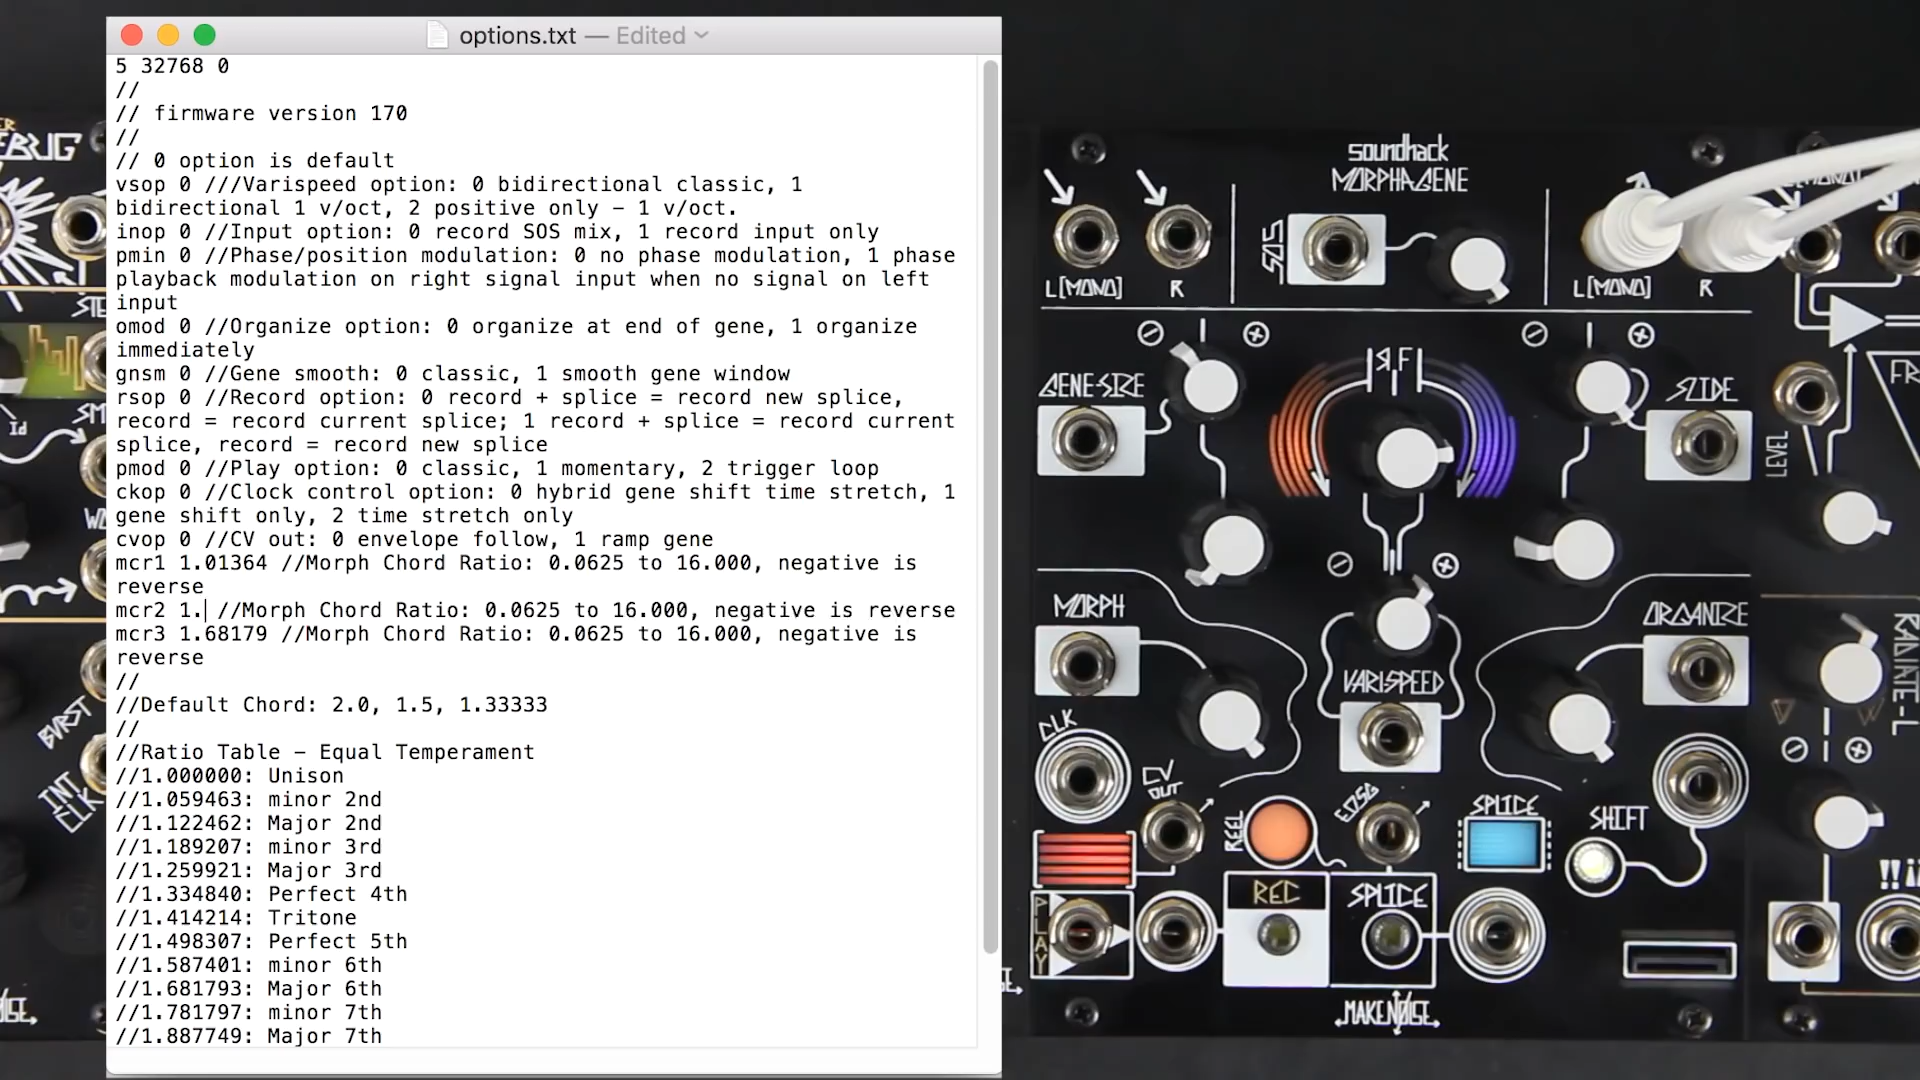 options.txt — Edited
5 32768 0
//
// firmware version 170
//
// 0 option is default
vsop 0 ///Varispeed option: 0 bidirectional classic, 1
bidirectional 1 v/oct, 2 positive only - 1 v/oct.
inop 0 //Input option: 0 record SOS mix, 1 record input only
pmin 0 //Phase/position modulation: 0 no phase modulation, 1 phase
playback modulation on right signal input when no signal on left
input
omod 0 //Organize option: 0 organize at end of gene, 1 organize
immediately
gnsm 0 //Gene smooth: 0 classic, 1 smooth gene window
rsop 0 //Record option: 0 record + splice = record new splice,
record = record current splice; 1 record + splice = record current
splice, record = record new splice
pmod 0 //Play option: 0 classic, 1 momentary, 2 trigger loop
ckop 0 //Clock control option: 0 hybrid gene shift time stretch, 1
gene shift only, 2 time stretch only
cvop 0 //CV out: 0 envelope follow, 1 ramp gene
mcr1 1.01364 //Morph Chord Ratio: 0.0625 to 16.000, negative is
reverse
mcr2 1. //Morph Chord Ratio: 0.0625 to 16.000, negative is reverse
mcr3 1.68179 //Morph Chord Ratio: 0.0625 to 16.000, negative is
reverse
//
//Default Chord: 2.0, 1.5, 1.33333
//
//Ratio Table - Equal Temperament
//1.000000: Unison
//1.059463: minor 2nd
//1.122462: Major 2nd
//1.189207: minor 3rd
//1.259921: Major 3rd
//1.334840: Perfect 4th
//1.414214: Tritone
//1.498307: Perfect 5th
//1.587401: minor 6th
//1.681793: Major 6th
//1.781797: minor 7th
//1.887749: Major 7th
soundhack
MORPHAGENE
SOS
L[MONO]
R
L[MONO]
R
GENE-SIZE
SLIDE
LEVEL
MORPH
ORGANIZE
VARISPEED
RADIATE-L
CLK
CV OUT
REEL
EOSG
SPLICE
SHIFT
PLAY
REC
SPLICE
MAKENOISE
BURST
INT
CLK